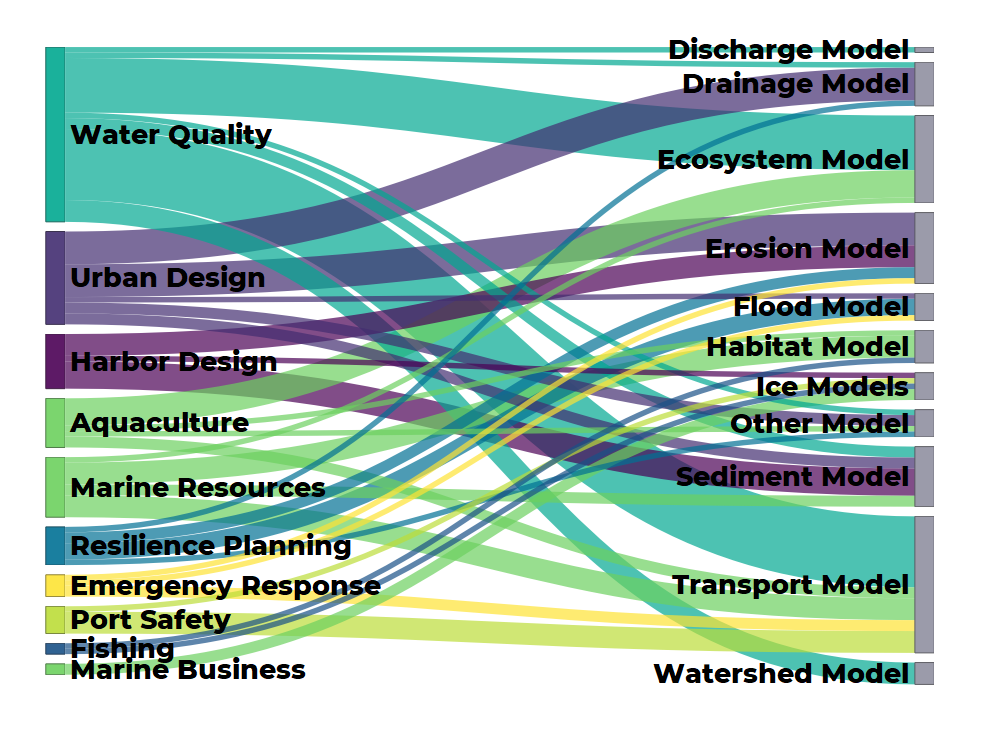 Water Quality
Urban Design
Harbor Design
Aquaculture
Marine Resources
Resilience Planning
Emergency Response
Port Safety
Fishing
Marine Business
Discharge Model
Drainage Model
Ecosystem Model
Erosion Model
Flood Model
Habitat Model
Ice Models
Other Model
Sediment Model
Transport Model
Watershed Model